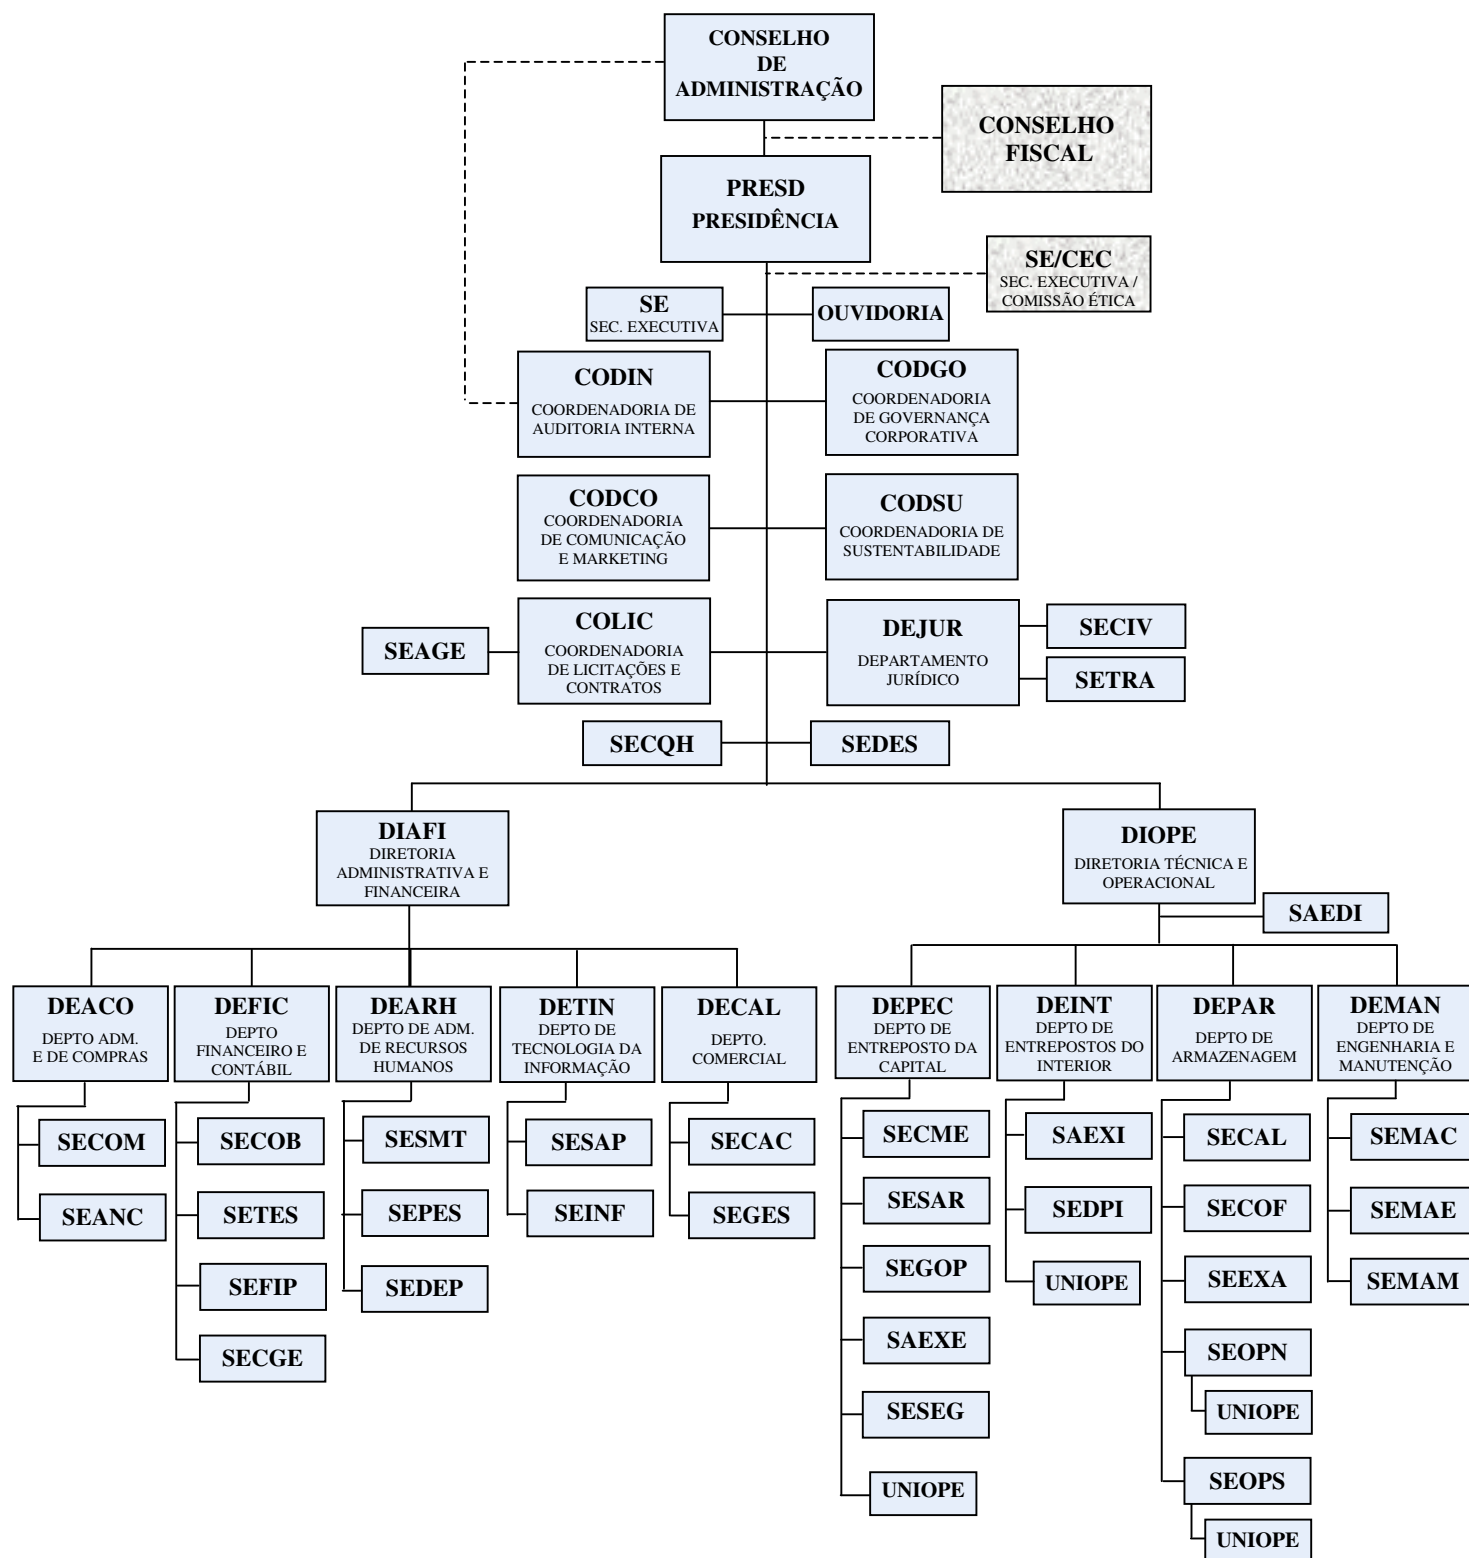 CONSELHO
DE
ADMINISTRAÇÃO
CONSELHO
FISCAL
PRESD
PRESIDÊNCIA
SE/CEC
SEC. EXECUTIVA /
COMISSÃO ÉTICA
SE
SEC. EXECUTIVA
OUVIDORIA
CODIN
COORDENADORIA DE
AUDITORIA INTERNA
CODGO
COORDENADORIA
DE GOVERNANÇA
CORPORATIVA
CODCO
COORDENADORIA
DE COMUNICAÇÃO
E MARKETING
CODSU
COORDENADORIA DE
SUSTENTABILIDADE
SEAGE
COLIC
COORDENADORIA
DE LICITAÇÕES E
CONTRATOS
DEJUR
DEPARTAMENTO
JURÍDICO
SECIV
SETRA
SECQH
SEDES
DIAFI
DIRETORIA
ADMINISTRATIVA E
FINANCEIRA
DIOPE
DIRETORIA TÉCNICA E
OPERACIONAL
SAEDI
DEACO
DEPTO ADM.
E DE COMPRAS
DEFIC
DEPTO
FINANCEIRO E
CONTÁBIL
DEARH
DEPTO DE ADM.
DE RECURSOS
HUMANOS
DETIN
DEPTO DE
TECNOLOGIA DA
INFORMAÇÃO
DECAL
DEPTO.
COMERCIAL
DEPEC
DEPTO DE
ENTREPOSTO DA
CAPITAL
DEINT
DEPTO DE
ENTREPOSTOS DO
INTERIOR
DEPAR
DEPTO DE
ARMAZENAGEM
DEMAN
DEPTO DE
ENGENHARIA E
MANUTENÇÃO
SECOM
SEANC
SECOB
SETES
SEFIP
SECGE
SESMT
SEPES
SEDEP
SESAP
SEINF
SECAC
SEGES
SECME
SESAR
SEGOP
SAEXE
SESEG
UNIOPE
SAEXI
SEDPI
UNIOPE
SECAL
SECOF
SEEXA
SEOPN
UNIOPE
SEOPS
UNIOPE
SEMAC
SEMAE
SEMAM